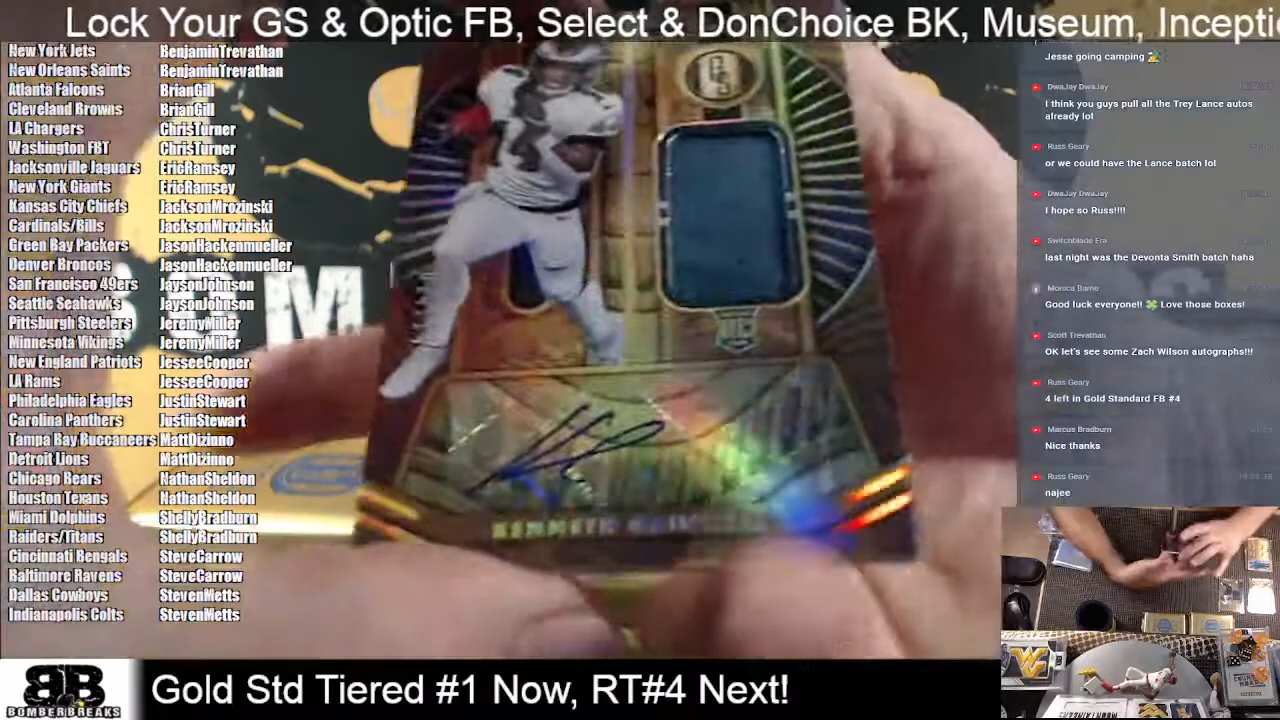 Lock Your GS & Optic FB, Select & DonChoice BK, Museum, Incepti
New York Jets BenjaminTrevathan
New Orleans Saints BenjaminTrevathan
Atlanta Falcons BrianGill
Cleveland Browns BrianGill
LA Chargers ChrisTurner
Washington FBT ChrisTurner
Jacksonville Jaguars EricRamsey
New York Giants EricRamsey
Kansas City Chiefs JacksonMrozinski
Cardinals/Bills JacksonMrozinski
Green Bay Packers JasonHackenmueller
Denver Broncos JasonHackenmueller
San Francisco 49ers JaysonJohnson
Seattle Seahawks JaysonJohnson
Pittsburgh Steelers JeremyMiller
Minnesota Vikings JeremyMiller
New England Patriots JesseeCooper
LA Rams JesseeCooper
Philadelphia Eagles JustinStewart
Carolina Panthers JustinStewart
Tampa Bay Buccaneers MattDizinno
Detroit Lions MattDizinno
Chicago Bears NathanSheldon
Houston Texans NathanSheldon
Miami Dolphins ShellyBradburn
Raiders/Titans ShellyBradburn
Cincinnati Bengals SteveCarrow
Baltimore Ravens SteveCarrow
Dallas Cowboys StevenMetts
Indianapolis Colts StevenMetts
KENNETH
RC
Jesse going camping
DwaJay DwaJay
I think you guys pull all the Trey Lance autos
already lol
Russ Geary
or we could have the Lance batch lol
DwaJay DwaJay
I hope so Russ!!!!
Switchblade Era
last night was the Devonta Smith batch haha
Monica Barne
Good luck everyone!! Love those boxes!
Scott Trevathan
OK let's see some Zach Wilson autographs!!!
Russ Geary
4 left in Gold Standard FB #4
Marcus Bradburn
Nice thanks
Russ Geary
najee
BB
BOMBERBREAKS
Gold Std Tiered #1 Now, RT#4 Next!